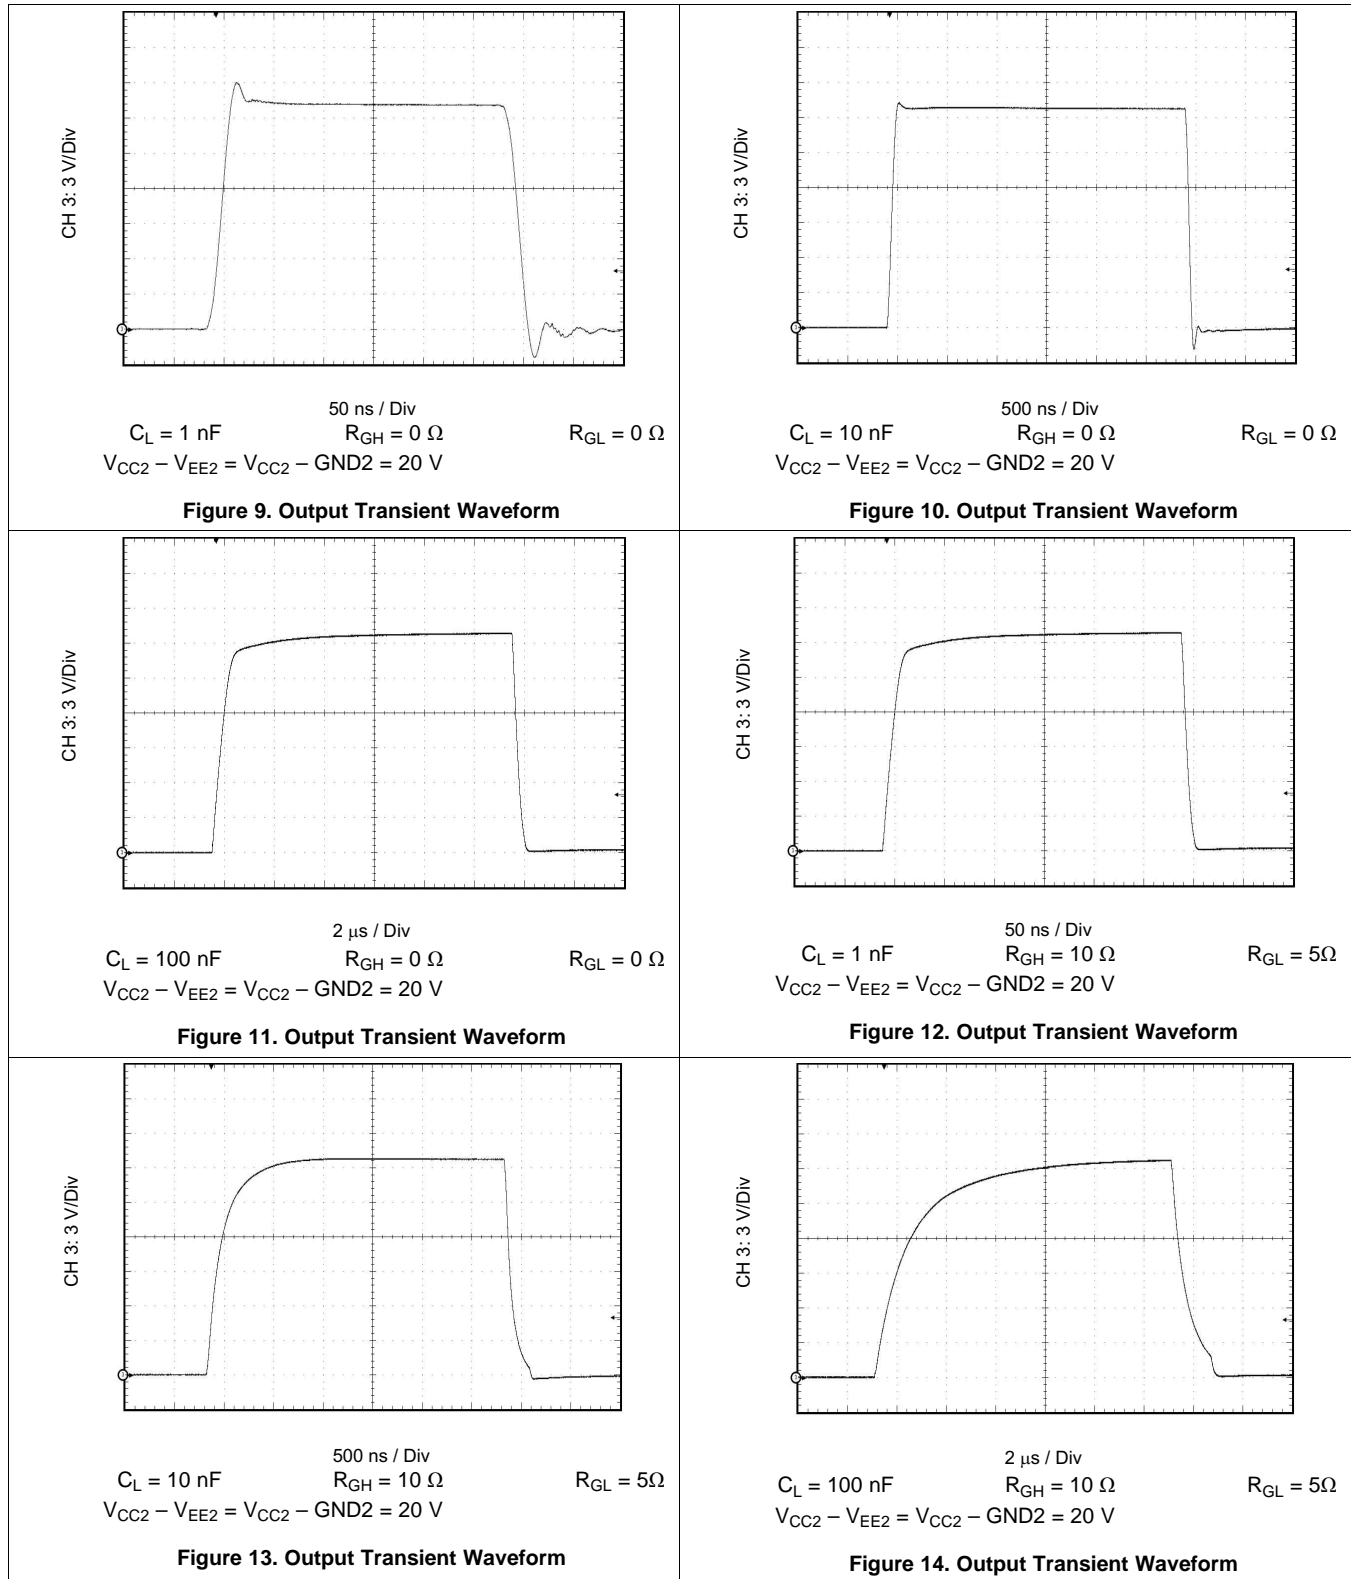 CH 3: 3 V/Div
50 ns / Div
C_L = 1 nF R_GH = 0 Ω R_GL = 0 Ω
V_CC2 – V_EE2 = V_CC2 – GND2 = 20 V
Figure 9. Output Transient Waveform
CH 3: 3 V/Div
500 ns / Div
C_L = 10 nF R_GH = 0 Ω R_GL = 0 Ω
V_CC2 – V_EE2 = V_CC2 – GND2 = 20 V
Figure 10. Output Transient Waveform
CH 3: 3 V/Div
2 μs / Div
C_L = 100 nF R_GH = 0 Ω R_GL = 0 Ω
V_CC2 – V_EE2 = V_CC2 – GND2 = 20 V
Figure 11. Output Transient Waveform
CH 3: 3 V/Div
50 ns / Div
C_L = 1 nF R_GH = 10 Ω R_GL = 5Ω
V_CC2 – V_EE2 = V_CC2 – GND2 = 20 V
Figure 12. Output Transient Waveform
CH 3: 3 V/Div
500 ns / Div
C_L = 10 nF R_GH = 10 Ω R_GL = 5Ω
V_CC2 – V_EE2 = V_CC2 – GND2 = 20 V
Figure 13. Output Transient Waveform
CH 3: 3 V/Div
2 μs / Div
C_L = 100 nF R_GH = 10 Ω R_GL = 5Ω
V_CC2 – V_EE2 = V_CC2 – GND2 = 20 V
Figure 14. Output Transient Waveform